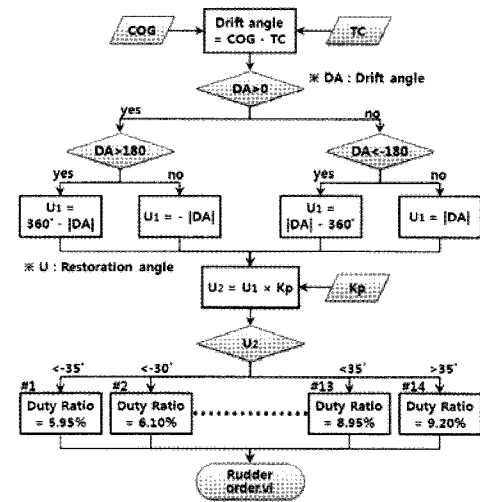 COG
Drift angle
= COG - TC
TC
※ DA : Drift angle
DA>0
yes
no
DA>180
DA<-180
yes
no
yes
no
U1 =
360˚ - |DA|
U1 = - |DA|
U1 =
|DA| - 360˚
U1 = |DA|
※ U : Restoration angle
U2 = U1 × Kp
Kp
U2
<-35˚
<-30˚
<35˚
>35˚
#1
#2
#13
#14
Duty Ratio
= 5.95%
Duty Ratio
= 6.10%
Duty Ratio
= 8.95%
Duty Ratio
= 9.20%
Rudder
order.vi